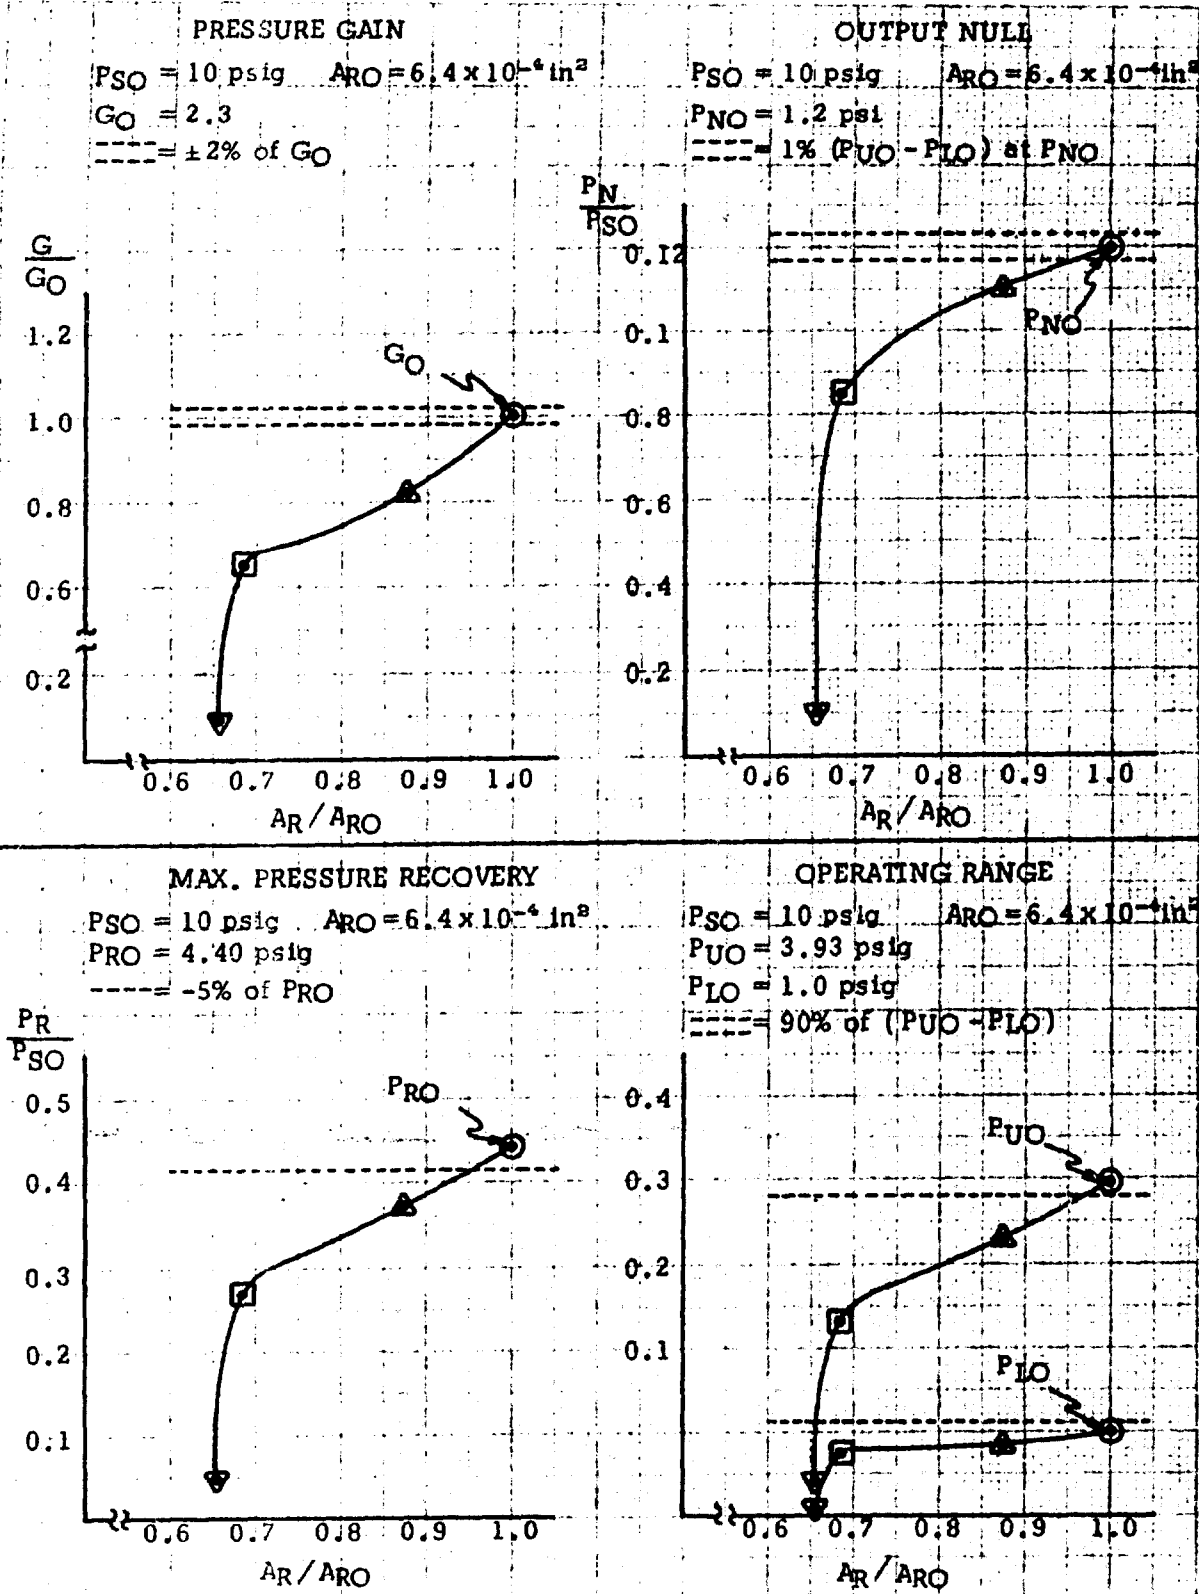 PRESSURE GAIN
PSO = 10 psig ARO = 6.4 x 10⁻⁴ in²
GO = 2.3
= ±2% of GO
G
GO
1.2
1.0
0.8
0.6
0.2
GO
0.6 0.7 0.8 0.9 1.0
AR / ARO
OUTPUT NULL
PSO = 10 psig ARO = 6.4 x 10⁻⁴ in²
PNO = 1.2 psi
= 1% (PUO - PLO) at PNO
PN
PSO
0.12
0.1
0.8
0.6
0.4
0.2
PNO
0.6 0.7 0.8 0.9 1.0
AR / ARO
MAX. PRESSURE RECOVERY
PSO = 10 psig ARO = 6.4 x 10⁻⁴ in²
PRO = 4.40 psig
= -5% of PRO
PR
PSO
0.5
0.4
0.3
0.2
0.1
PRO
0.6 0.7 0.8 0.9 1.0
AR / ARO
OPERATING RANGE
PSO = 10 psig ARO = 6.4 x 10⁻⁴ in²
PUO = 3.93 psig
PLO = 1.0 psig
= 90% of (PUO - PLO)
0.4
0.3
0.2
0.1
PUO
PLO
0.6 0.7 0.8 0.9 1.0
AR / ARO